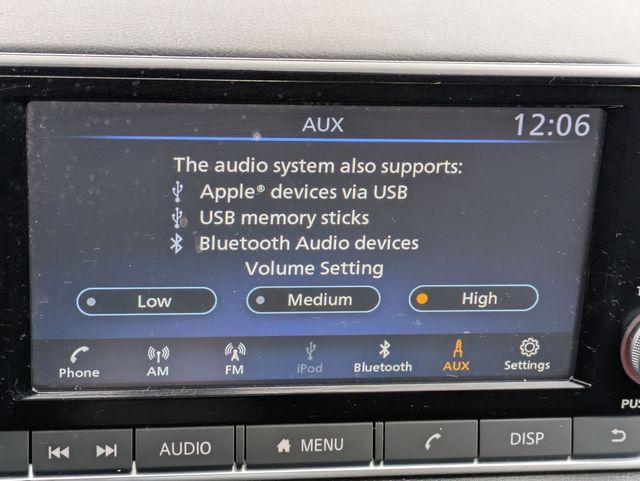 AUX 12:06
The audio system also supports:
Apple® devices via USB
USB memory sticks
Bluetooth Audio devices
Volume Setting
Low Medium High
Phone AM FM iPod Bluetooth AUX Settings
AUDIO MENU DISP